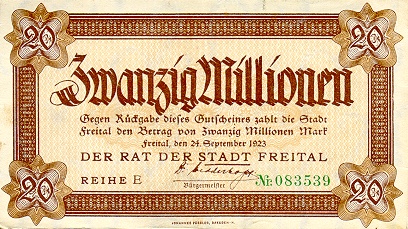 20
20
Zwanzig Millionen
Gegen Rückgabe dieses Gutscheines zahlt die Stadt
Freital den Betrag von Zwanzig Millionen Mark
Freital, den 24. September 1923
DER RAT DER STADT FREITAL
REIHE E
Bürgermeister
№ 083539
20
20